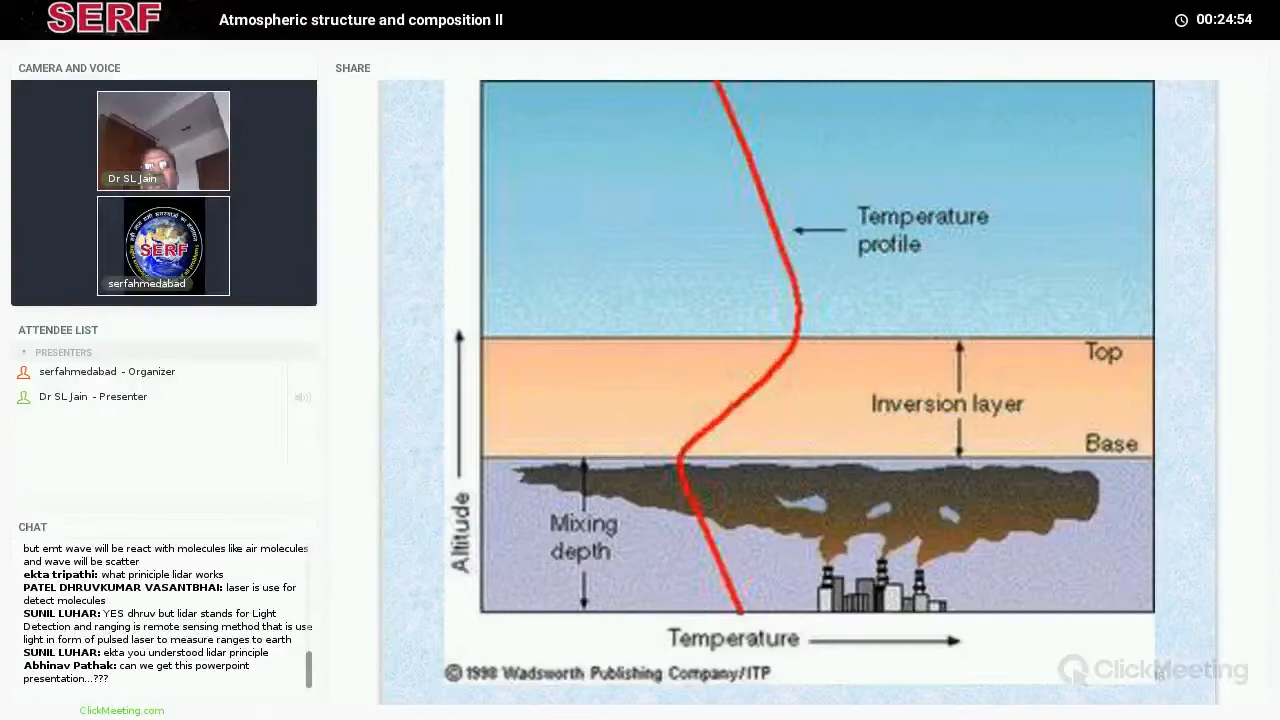 SERF
Atmospheric structure and composition II
00:24:54
CAMERA AND VOICE
SHARE
Dr SL Jain
SERF
serfahmedabad
ATTENDEE LIST
PRESENTERS
serfahmedabad - Organizer
Dr SL Jain - Presenter
CHAT
but emt wave will be react with molecules like air molecules
and wave will be scatter
ekta tripathi: what priniciple lidar works
PATEL DHRUVKUMAR VASANTBHAI: laser is use for
detect molecules
SUNIL LUHAR: YES dhruv but lidar stands for Light
Detection and ranging is remote sensing method that is use
light in form of pulsed laser to measure ranges to earth
SUNIL LUHAR: ekta you understood lidar principle
Abhinav Pathak: can we get this powerpoint
presentation...???
ClickMeeting.com
Temperature
profile
Top
Inversion layer
Base
Mixing
depth
Altitude
Temperature
© 1998 Wadsworth Publishing Company/ITP
ClickMeeting